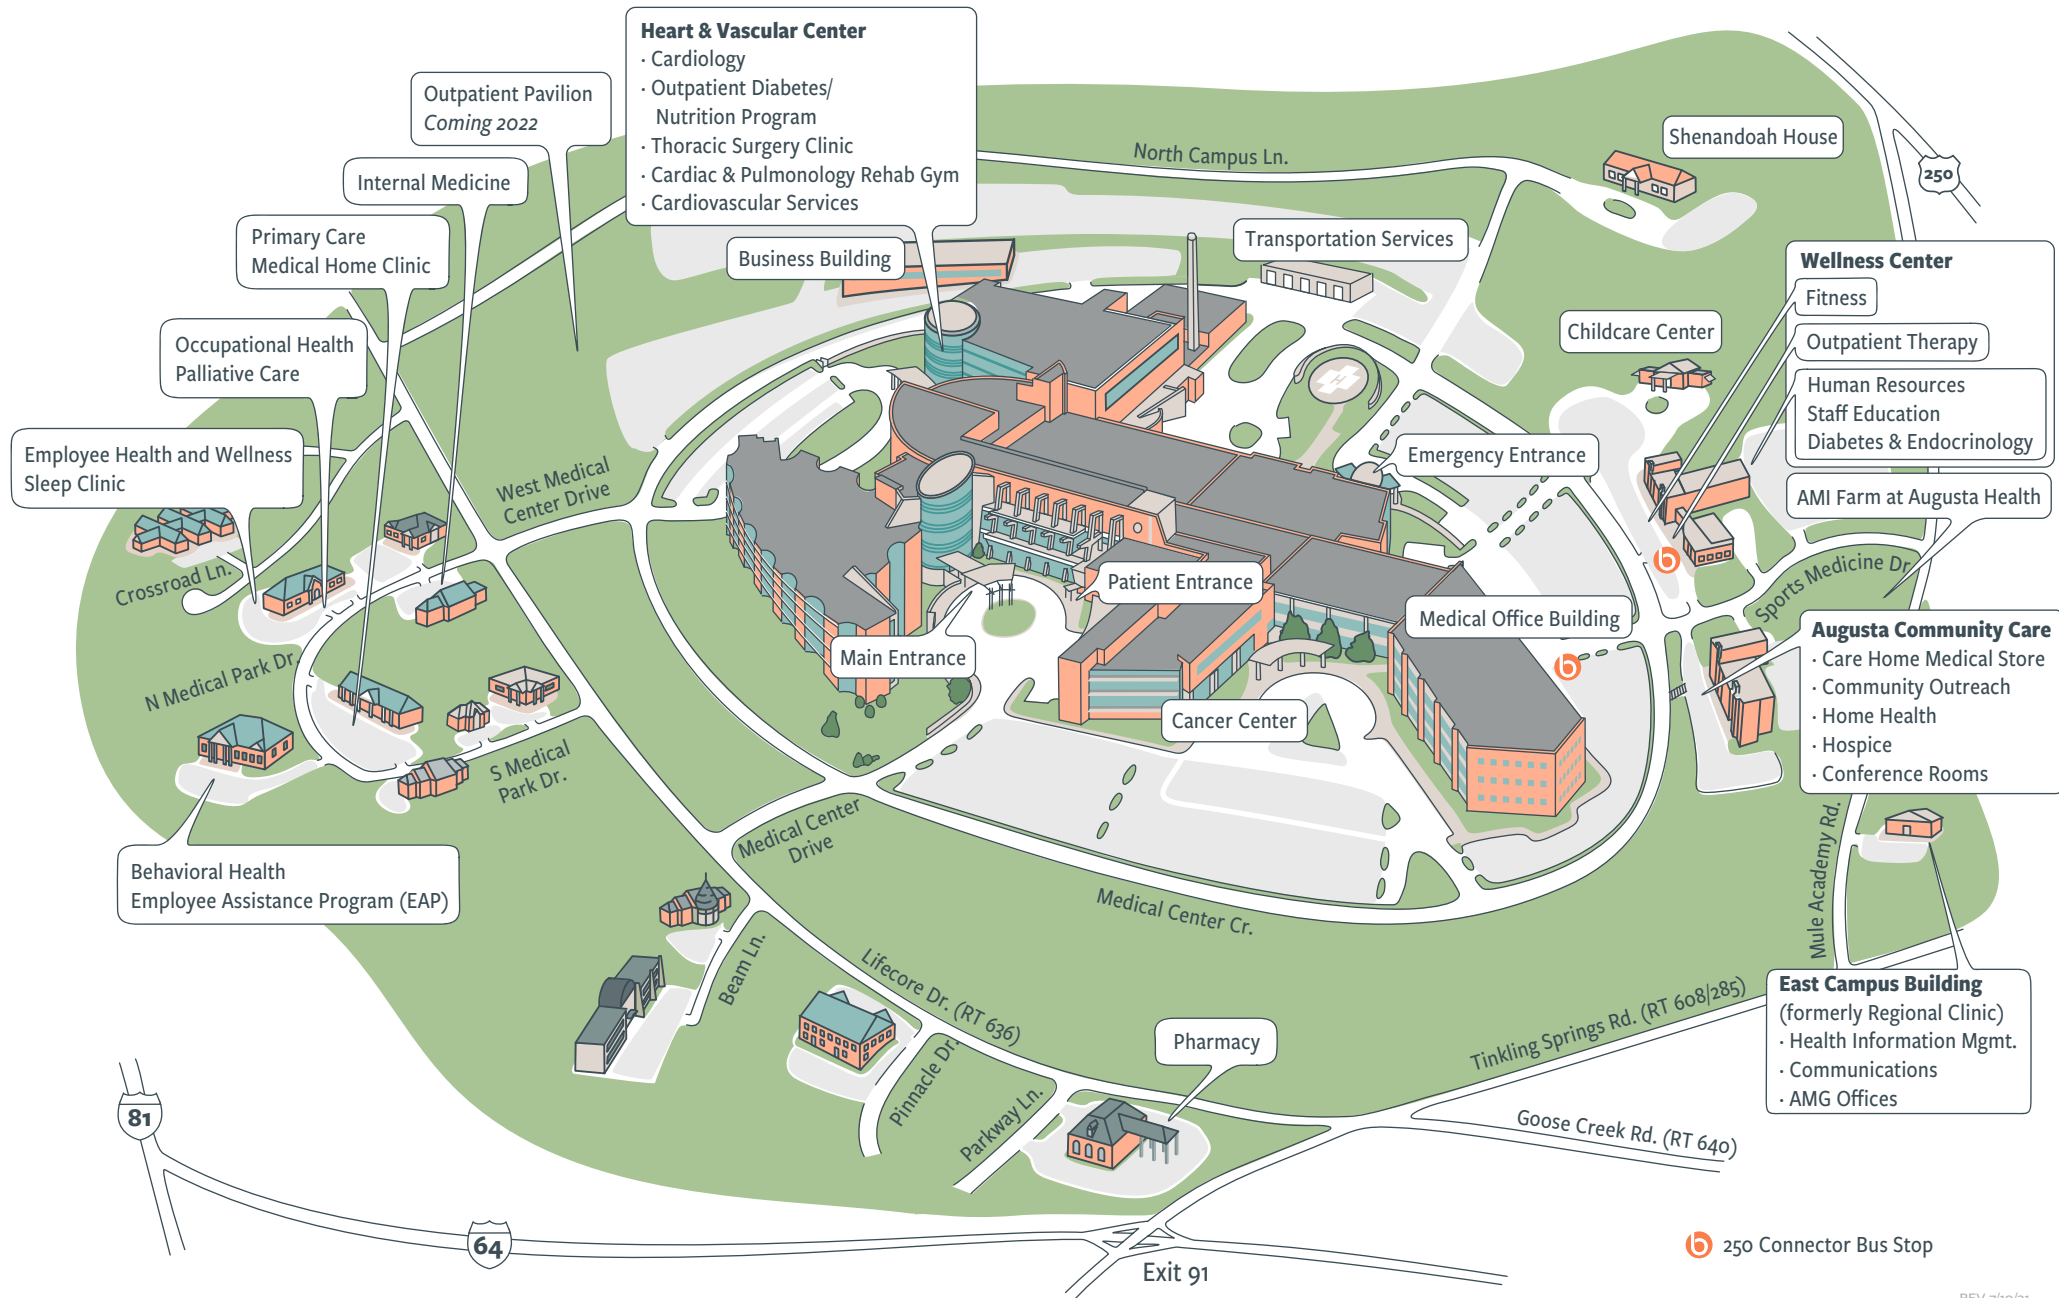 Heart & Vascular Center
· Cardiology
· Outpatient Diabetes/
Nutrition Program
· Thoracic Surgery Clinic
· Cardiac & Pulmonology Rehab Gym
· Cardiovascular Services
Outpatient Pavilion
Coming 2022
Internal Medicine
Primary Care
Medical Home Clinic
Occupational Health
Palliative Care
Employee Health and Wellness
Sleep Clinic
Business Building
North Campus Ln.
Transportation Services
Shenandoah House
250
Childcare Center
Wellness Center
Fitness
Outpatient Therapy
Human Resources
Staff Education
Diabetes & Endocrinology
AMI Farm at Augusta Health
Emergency Entrance
West Medical
Center Drive
H
Crossroad Ln.
N Medical Park Dr.
S Medical
Park Dr.
Patient Entrance
Main Entrance
Medical Office Building
Cancer Center
b
b
Sports Medicine Dr.
Augusta Community Care
· Care Home Medical Store
· Community Outreach
· Home Health
· Hospice
· Conference Rooms
Behavioral Health
Employee Assistance Program (EAP)
Medical Center
Drive
Medical Center Cr.
Mule Academy Rd.
Beam Ln.
Lifecore Dr. (RT 636)
Pinnacle Dr.
Parkway Ln.
Pharmacy
Tinkling Springs Rd. (RT 608/285)
East Campus Building
(formerly Regional Clinic)
· Health Information Mgmt.
· Communications
· AMG Offices
Goose Creek Rd. (RT 640)
81
64
Exit 91
b 250 Connector Bus Stop